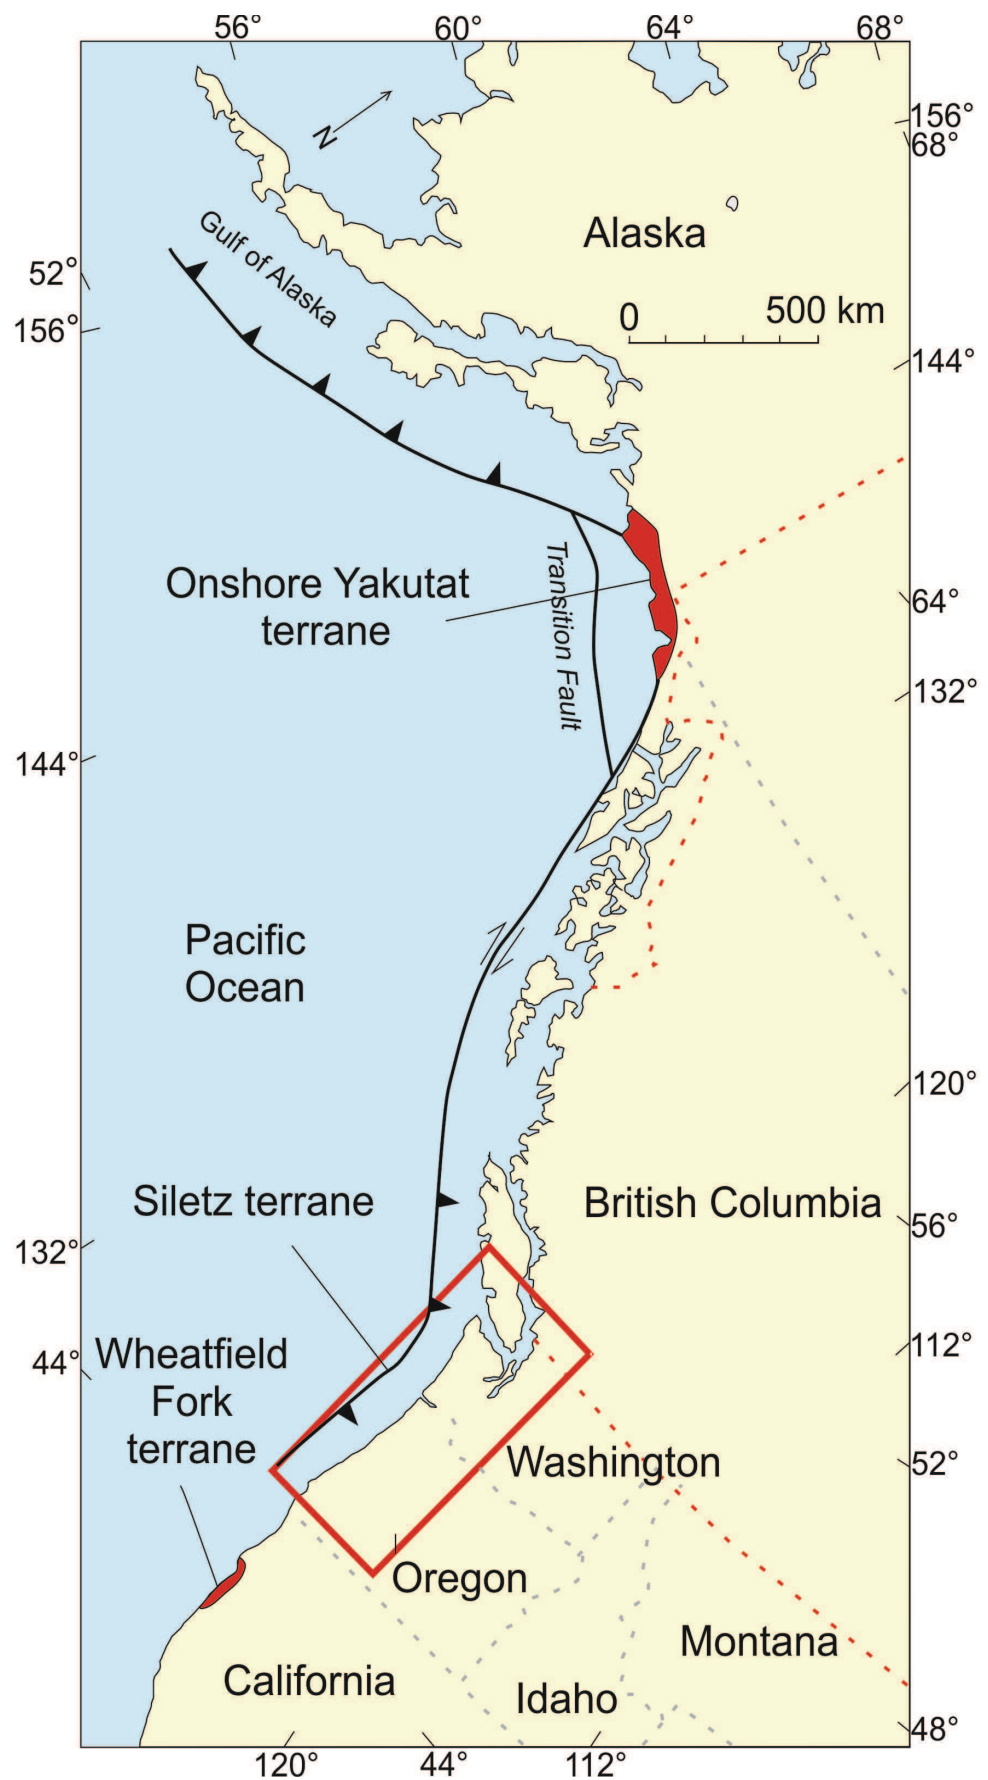 56°
60°
64°
68°
156°
68°
N
Alaska
Gulf of Alaska
52°
156°
0
500 km
144°
Onshore Yakutat
terrane
Transition Fault
64°
132°
144°
Pacific
Ocean
120°
Siletz terrane
British Columbia
56°
132°
Wheatfield
Fork
terrane
44°
112°
Washington
52°
Oregon
Montana
California
Idaho
48°
120°
44°
112°